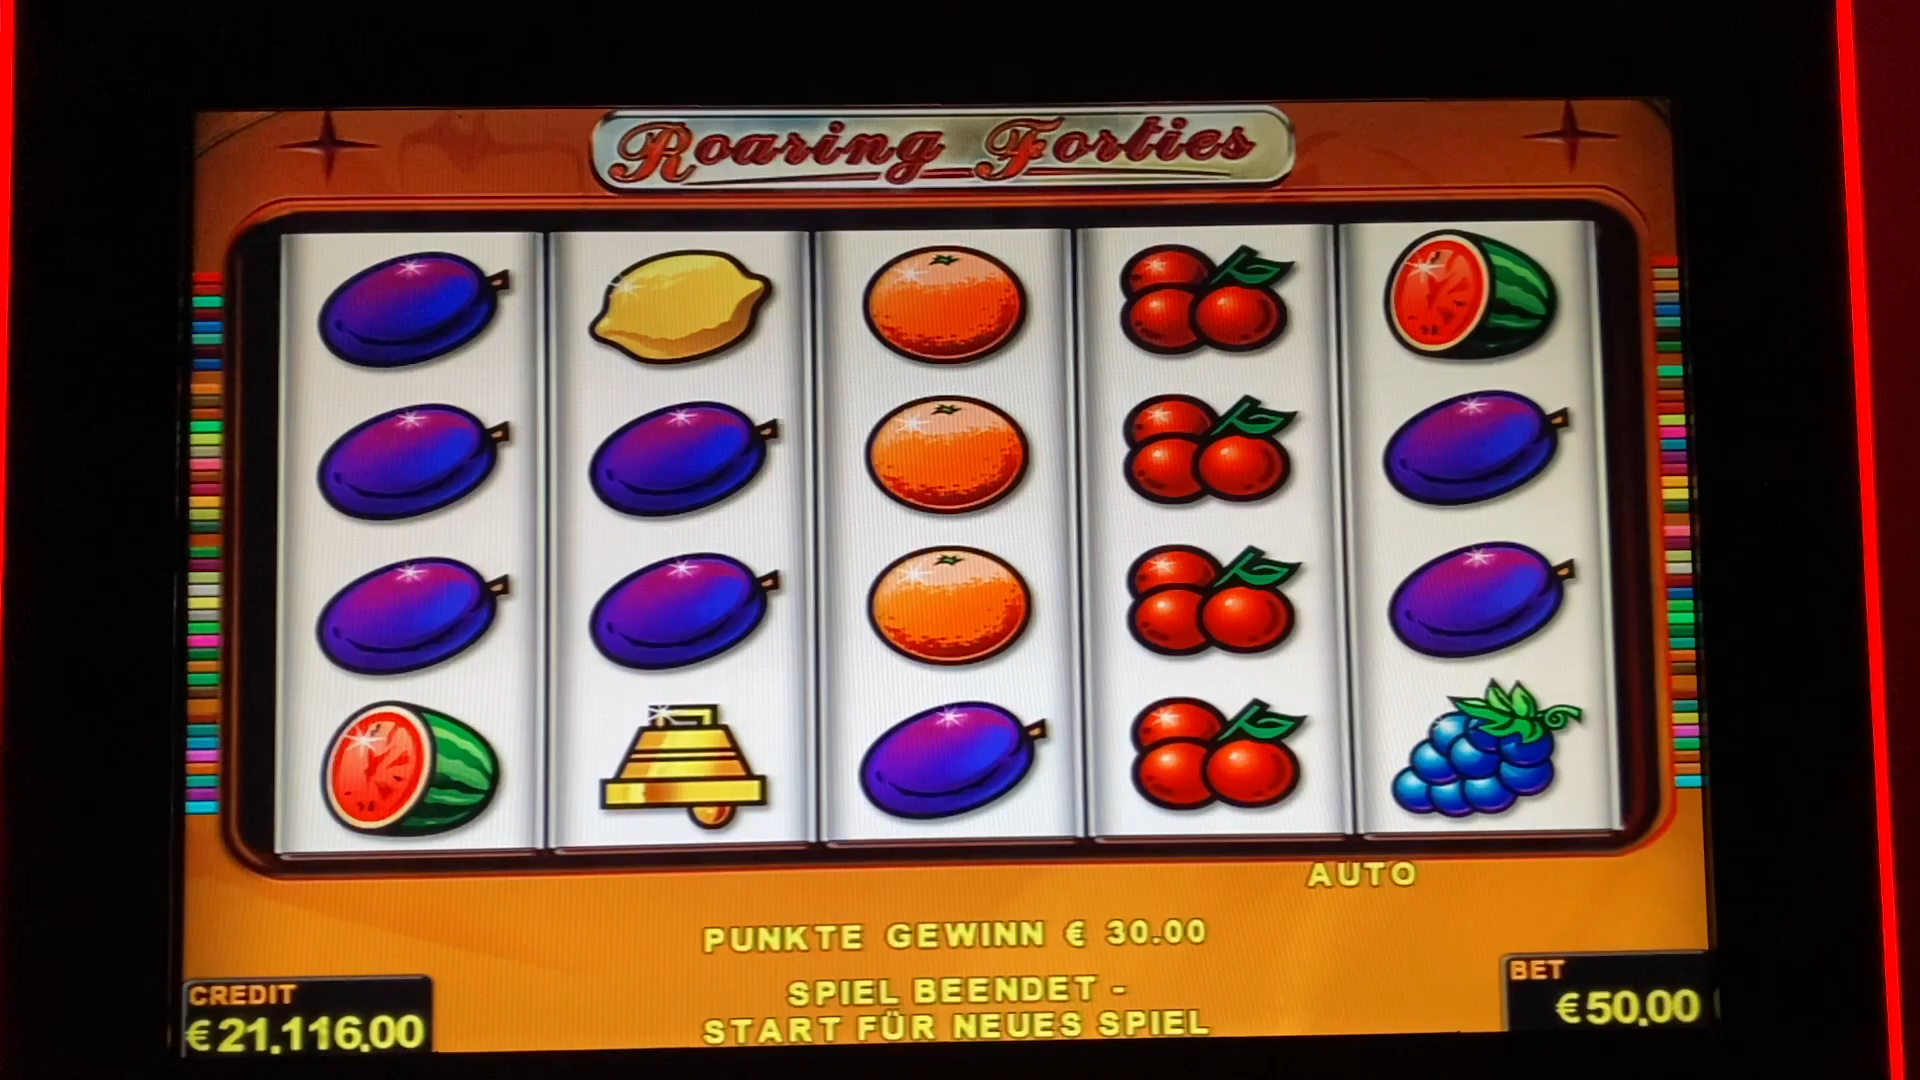 Roaring Forties
AUTO
PUNKTE GEWINN € 30.00
SPIEL BEENDET -
START FÜR NEUES SPIEL
CREDIT
€21,116.00
BET
€50.00